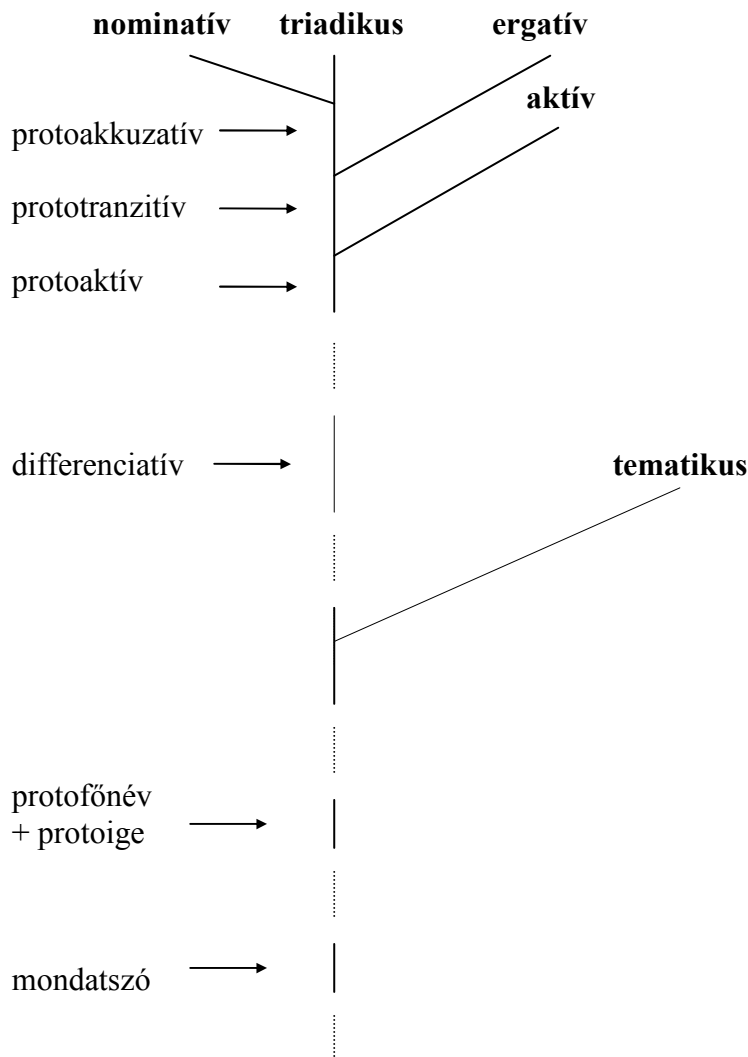 nominatív triadikus ergatív
aktív
protoakkuzatív
prototranzitív
protoaktív
differenciatív tematikus
protofőnév
+ protoige
mondatszó